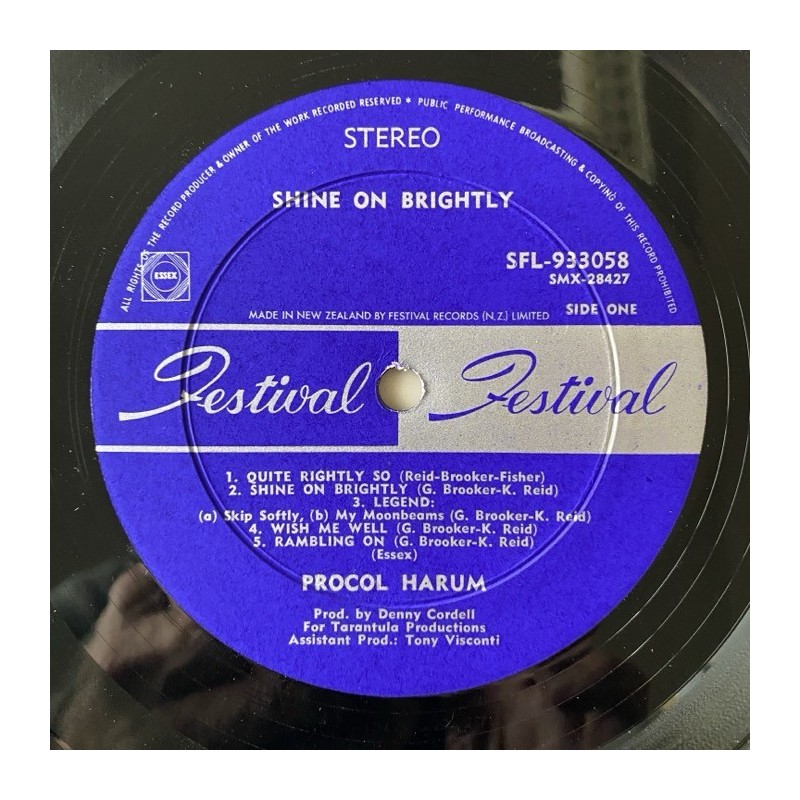 ALL RIGHTS OF THE RECORD PRODUCER & OWNER OF THE WORK RECORDED RESERVED * PUBLIC PERFORMANCE BROADCASTING & COPYING OF THIS RECORD PROHIBITED
STEREO
SHINE ON BRIGHTLY
ESSEX
SFL-933058
SMX-28427
MADE IN NEW ZEALAND BY FESTIVAL RECORDS (N.Z.) LIMITED SIDE ONE
Festival Festival
1. QUITE RIGHTLY SO (Reid-Brooker-Fisher)
2. SHINE ON BRIGHTLY (G. Brooker-K. Reid)
3. LEGEND:
(a) Skip Softly, (b) My Moonbeams (G. Brooker-K. Reid)
4. WISH ME WELL (G. Brooker-K. Reid)
5. RAMBLING ON (G. Brooker-K. Reid)
(Essex)
PROCOL HARUM
Prod. by Denny Cordell
For Tarantula Productions
Assistant Prod.: Tony Visconti